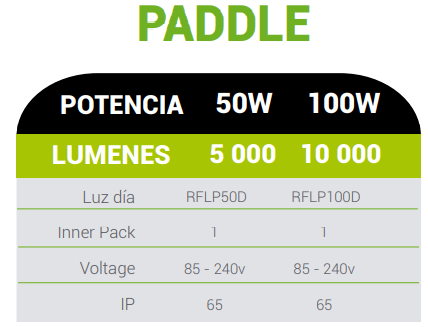 PADDLE
POTENCIA 50W 100W
LUMENES 5 000 10 000
Luz día RFLP50D RFLP100D
Inner Pack 1 1
Voltage 85 - 240v 85 - 240v
IP 65 65